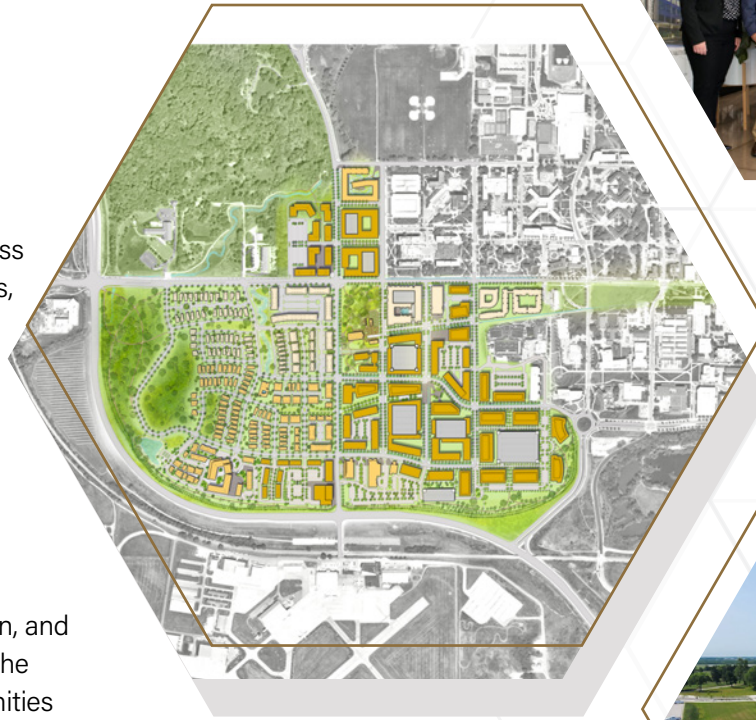 ss
s,
n, and
he
nities